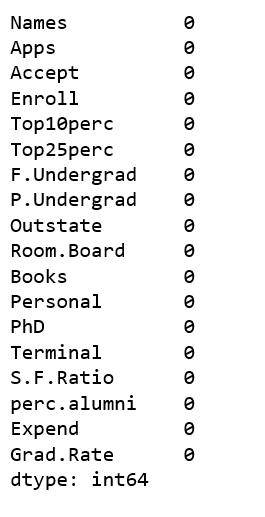 Names 0
Apps 0
Accept 0
Enroll 0
Top10perc 0
Top25perc 0
F.Undergrad 0
P.Undergrad 0
Outstate 0
Room.Board 0
Books 0
Personal 0
PhD 0
Terminal 0
S.F.Ratio 0
perc.alumni 0
Expend 0
Grad.Rate 0
dtype: int64